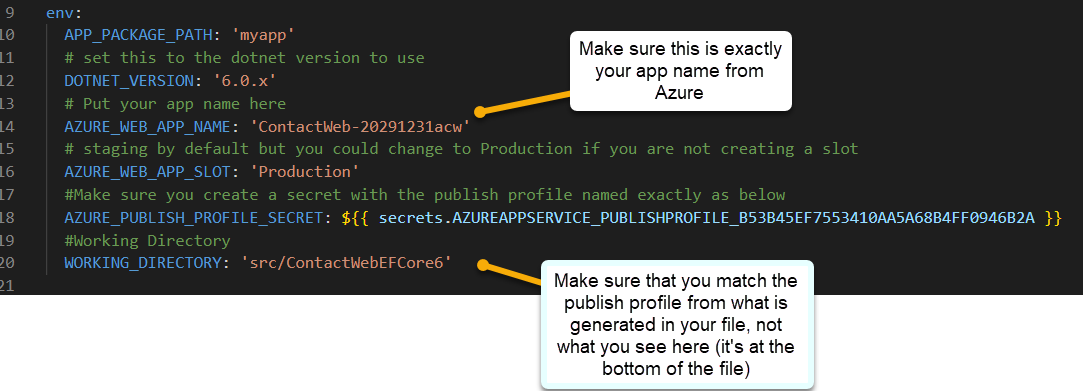 9 env:
10 APP_PACKAGE_PATH: 'myapp'
11 # set this to the dotnet version to use
12 DOTNET_VERSION: '6.0.x'
13 # Put your app name here
14 AZURE_WEB_APP_NAME: 'ContactWeb-20291231acw'
15 # staging by default but you could change to Production if you are not creating a slot
16 AZURE_WEB_APP_SLOT: 'Production'
17 #Make sure you create a secret with the publish profile named exactly as below
18 AZURE_PUBLISH_PROFILE_SECRET: ${{ secrets.AZUREAPPSERVICE_PUBLISHPROFILE_B53B45EF7553410AA5A68B4FF0946B2A }}
19 #Working Directory
20 WORKING_DIRECTORY: 'src/ContactWebEFCore6'
21
Make sure this is exactly
your app name from
Azure
Make sure that you match the
publish profile from what is
generated in your file, not
what you see here (it's at the
bottom of the file)